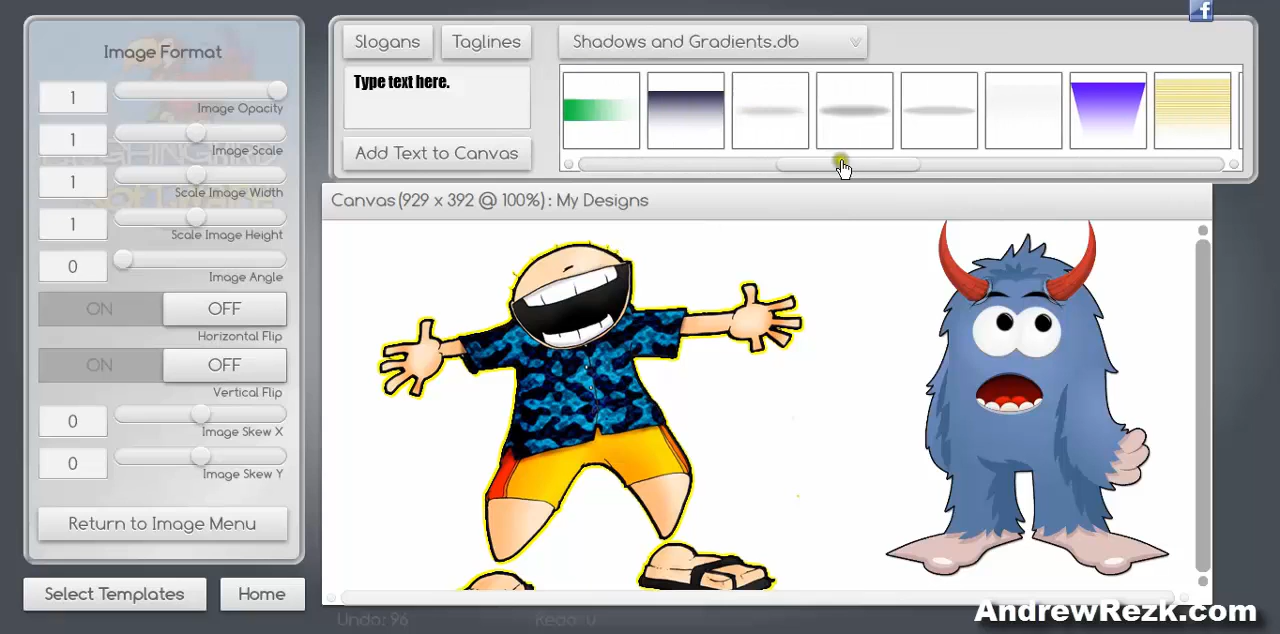 Image Format
1
Image Opacity
1
Image Scale
1
Scale Image Width
1
Scale Image Height
0
Image Angle
ON OFF
Horizontal Flip
ON OFF
Vertical Flip
0
Image Skew X
0
Image Skew Y
Return to Image Menu
Select Templates
Home
Slogans
Taglines
Shadows and Gradients.db
Type text here.
Add Text to Canvas
Canvas (929 x 392 @ 100%) : My Designs
Undo: 96
Redo: 0
AndrewRezk.com
f